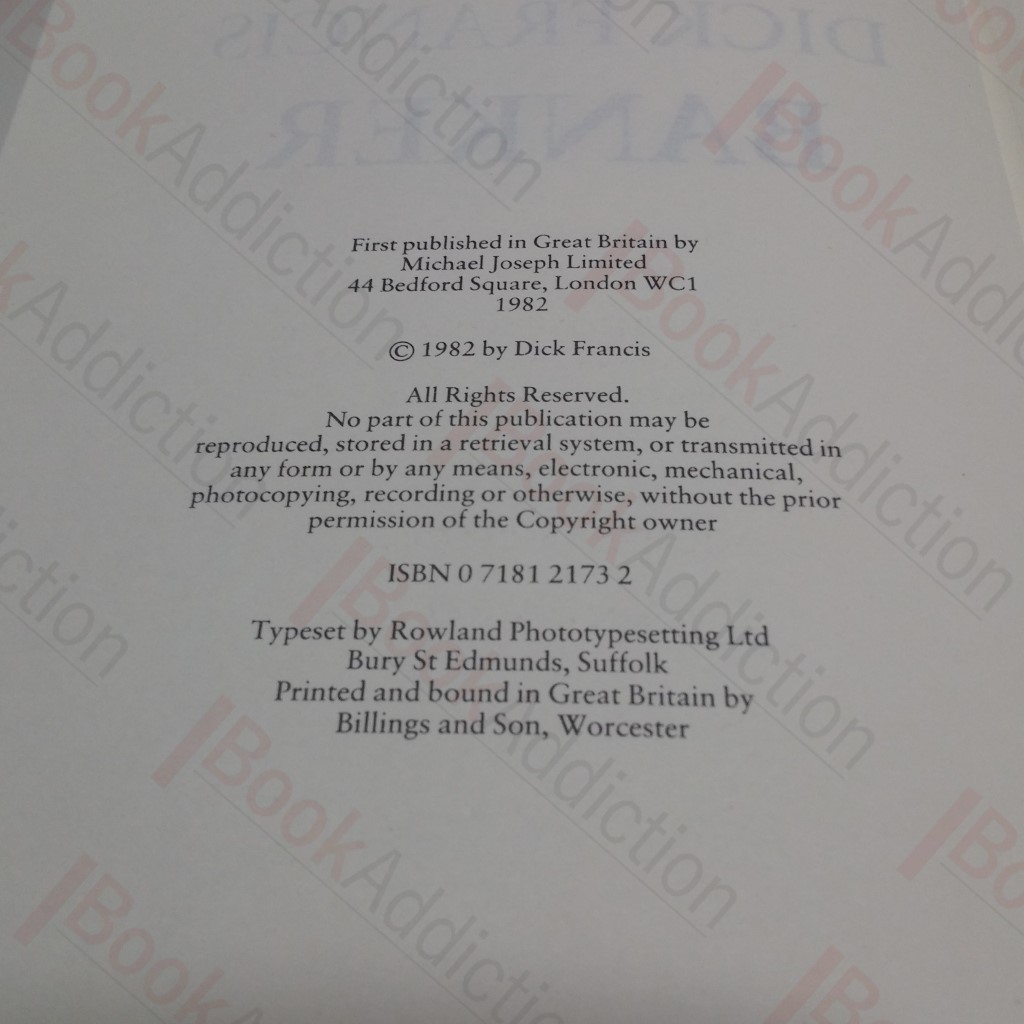 DICK FRANCIS
BANKER
First published in Great Britain by
Michael Joseph Limited
44 Bedford Square, London WC1
1982
© 1982 by Dick Francis
All Rights Reserved.
No part of this publication may be
reproduced, stored in a retrieval system, or transmitted in
any form or by any means, electronic, mechanical,
photocopying, recording or otherwise, without the prior
permission of the Copyright owner
ISBN 0 7181 2173 2
Typeset by Rowland Phototypesetting Ltd
Bury St Edmunds, Suffolk
Printed and bound in Great Britain by
Billings and Son, Worcester
BookAddiction